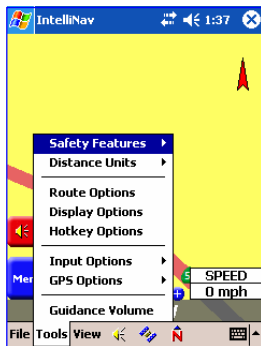 IntelliNav 1:37
Safety Features
Distance Units
Route Options
Display Options
Hotkey Options
Input Options
GPS Options
Guidance Volume
SPEED
0 mph
Men
File Tools View N